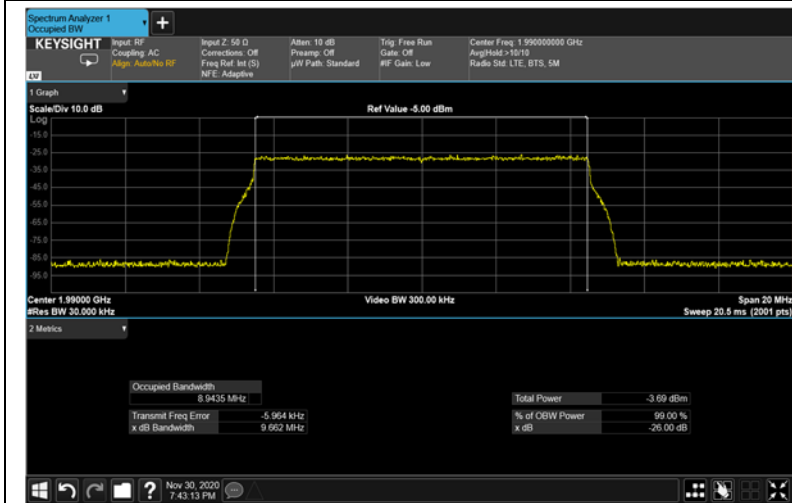 Spectrum Analyzer 1
Occupied BW
KEYSIGHT
Input: RF
Coupling: AC
Align: Auto/No RF
Input Z: 50 Ω
Corrections: Off
Freq Ref: Int (S)
NFE: Adaptive
Atten: 10 dB
Preamp: Off
µW Path: Standard
Trig: Free Run
Gate: Off
#IF Gain: Low
Center Freq: 1.990000000 GHz
Avg|Hold:>10/10
Radio Std: LTE, BTS, 5M
LXI
1 Graph
Scale/Div 10.0 dB
Ref Value -5.00 dBm
Log
-15.0
-25.0
-35.0
-45.0
-55.0
-65.0
-75.0
-85.0
-95.0
Center 1.99000 GHz
Video BW 300.00 kHz
Span 20 MHz
#Res BW 30.000 kHz
Sweep 20.5 ms (2001 pts)
2 Metrics
Occupied Bandwidth
8.9435 MHz
Total Power -3.69 dBm
Transmit Freq Error -5.964 kHz
% of OBW Power 99.00 %
x dB Bandwidth 9.662 MHz
x dB -26.00 dB
?
Nov 30, 2020
7:43:13 PM